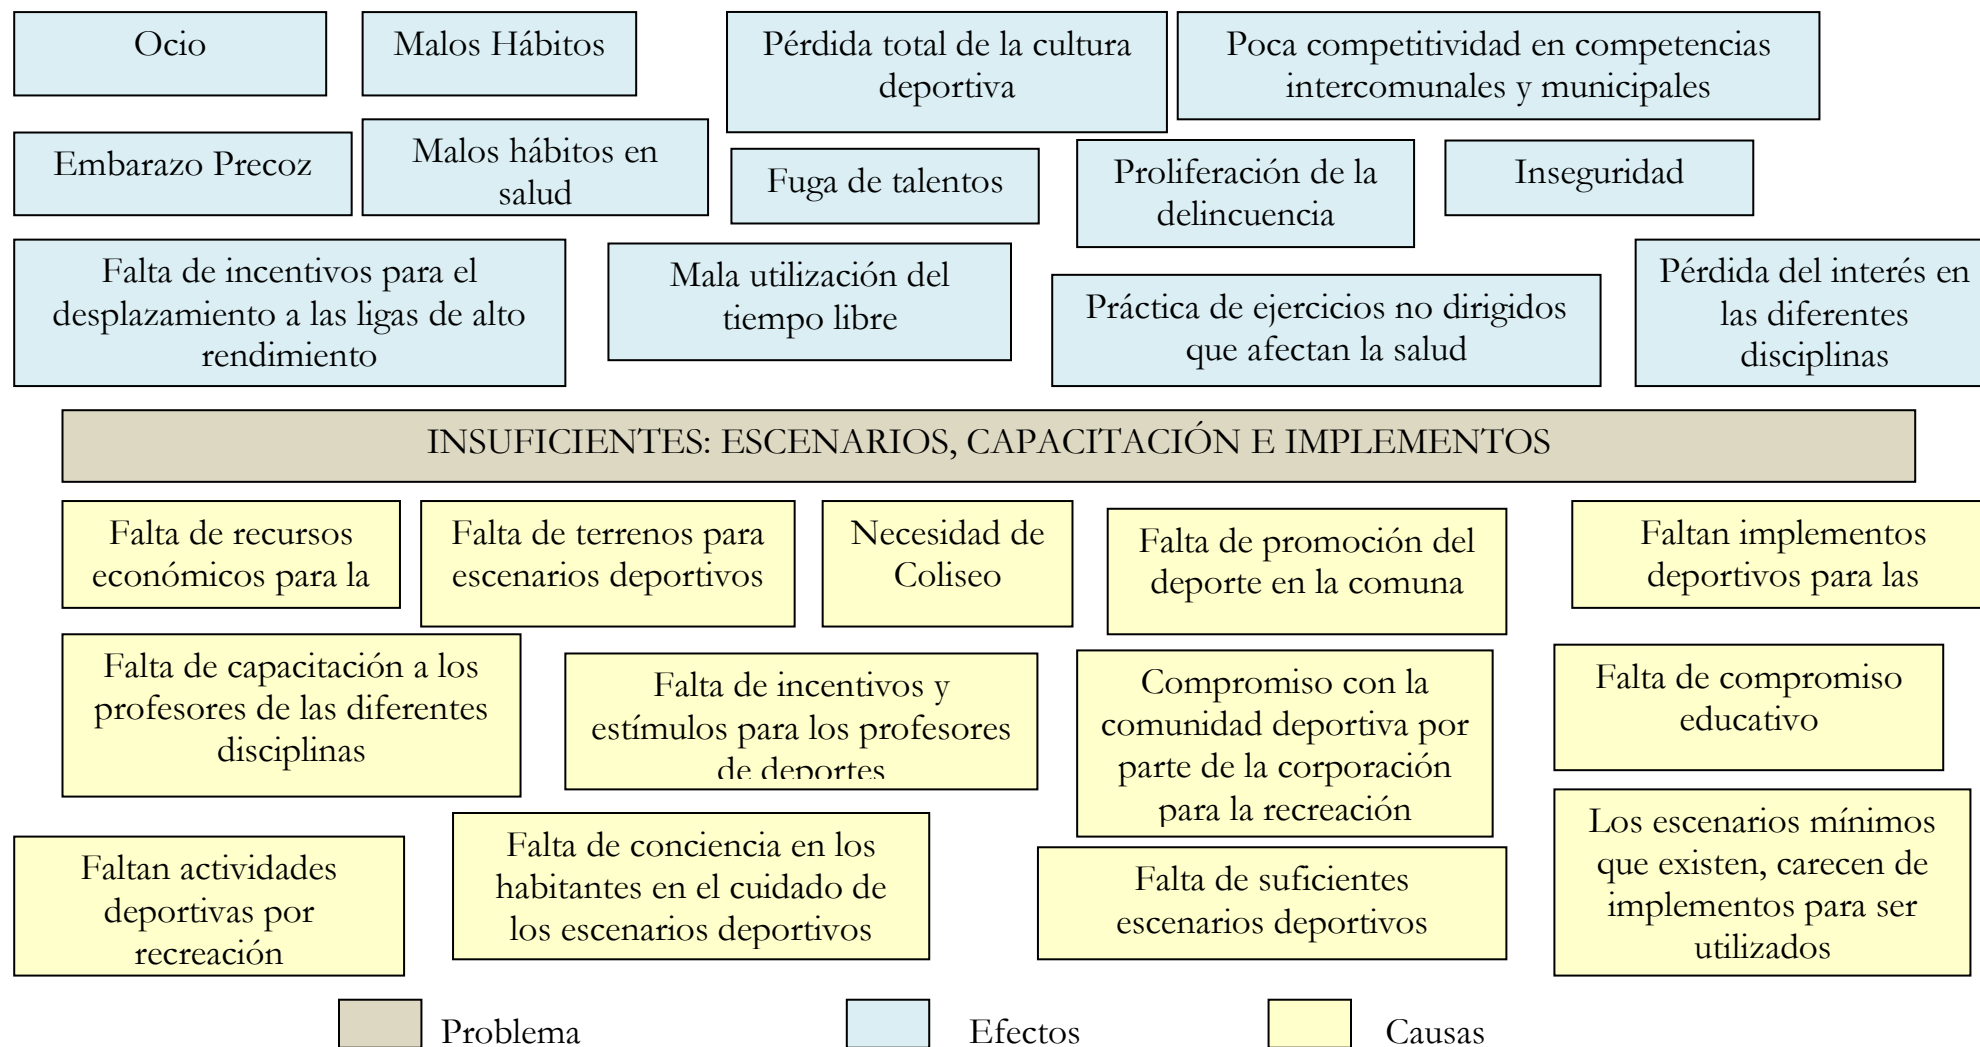 Ocio
Malos Hábitos
Pérdida total de la cultura
deportiva
Poca competitividad en competencias
intercomunales y municipales
Embarazo Precoz
Malos hábitos en
salud
Fuga de talentos
Proliferación de la
delincuencia
Inseguridad
Falta de incentivos para el
desplazamiento a las ligas de alto
rendimiento
Mala utilización del
tiempo libre
Práctica de ejercicios no dirigidos
que afectan la salud
Pérdida del interés en
las diferentes
disciplinas
INSUFICIENTES: ESCENARIOS, CAPACITACIÓN E IMPLEMENTOS
Falta de recursos
económicos para la
Falta de terrenos para
escenarios deportivos
Necesidad de
Coliseo
Falta de promoción del
deporte en la comuna
Faltan implementos
deportivos para las
Falta de capacitación a los
profesores de las diferentes
disciplinas
Falta de incentivos y
estímulos para los profesores
de deportes
Compromiso con la
comunidad deportiva por
parte de la corporación
para la recreación
Falta de compromiso
educativo
Faltan actividades
deportivas por
recreación
Falta de conciencia en los
habitantes en el cuidado de
los escenarios deportivos
Falta de suficientes
escenarios deportivos
Los escenarios mínimos
que existen, carecen de
implementos para ser
utilizados
Problema
Efectos
Causas